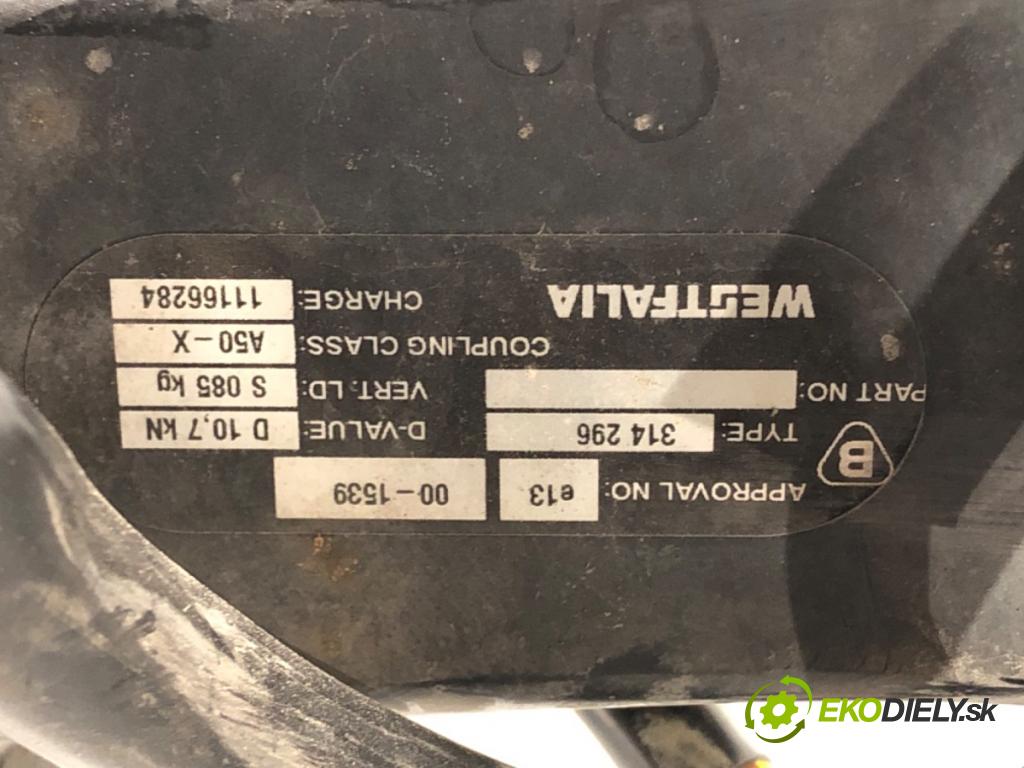 B APPROVAL NO: e13 00-1539
TYPE: 314 296 D-VALUE: D 10,7 kN
PART NO: VERT. LD: S 085 kg
COUPLING CLASS: A50-X
WESTFALIA CHARGE: 11166284
EKODIELY.sk